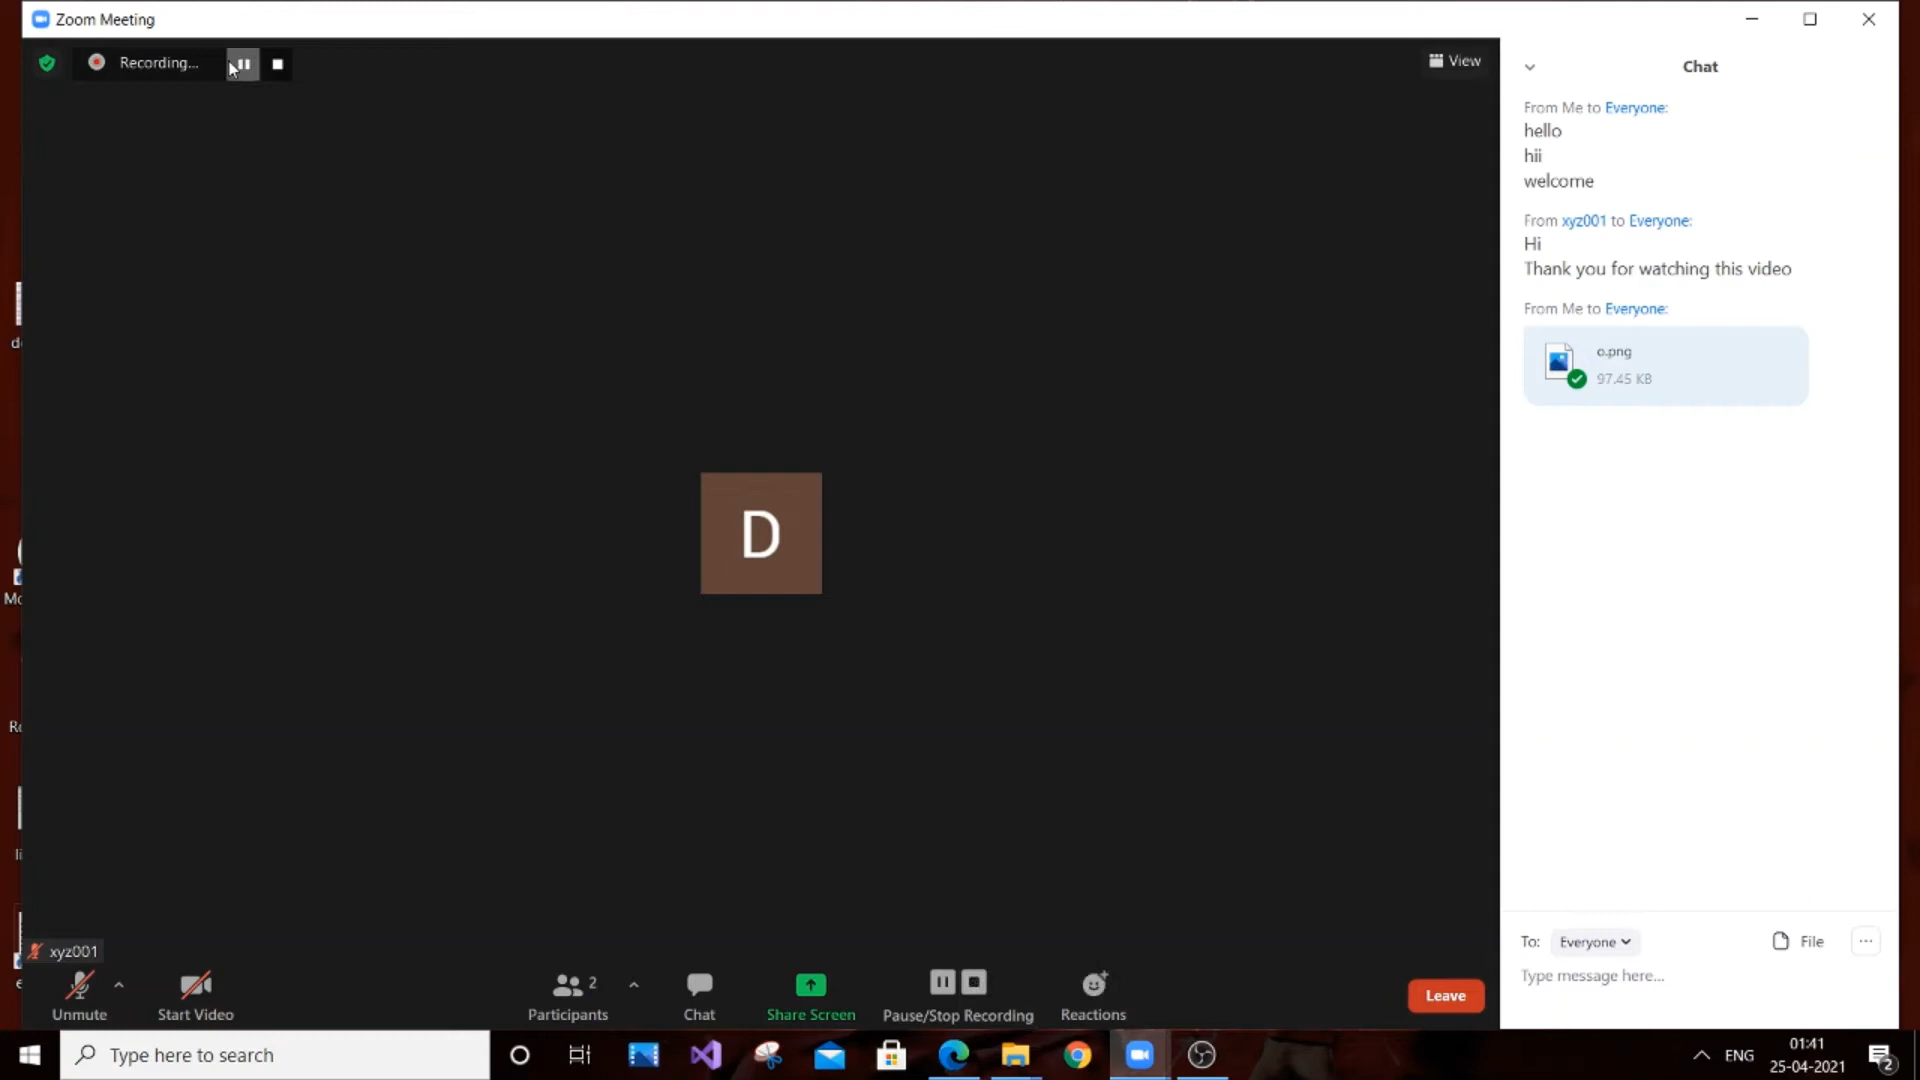 Zoom Meeting
Recording...
View
Chat
From Me to Everyone:
hello
hii
welcome
From xyz001 to Everyone:
Hi
Thank you for watching this video
From Me to Everyone:
o.png
97.45 KB
D
xyz001
To: Everyone
File
Type message here...
Unmute
Start Video
2
Participants
Chat
Share Screen
Pause/Stop Recording
Reactions
Leave
Type here to search
ENG
01:41
25-04-2021
2